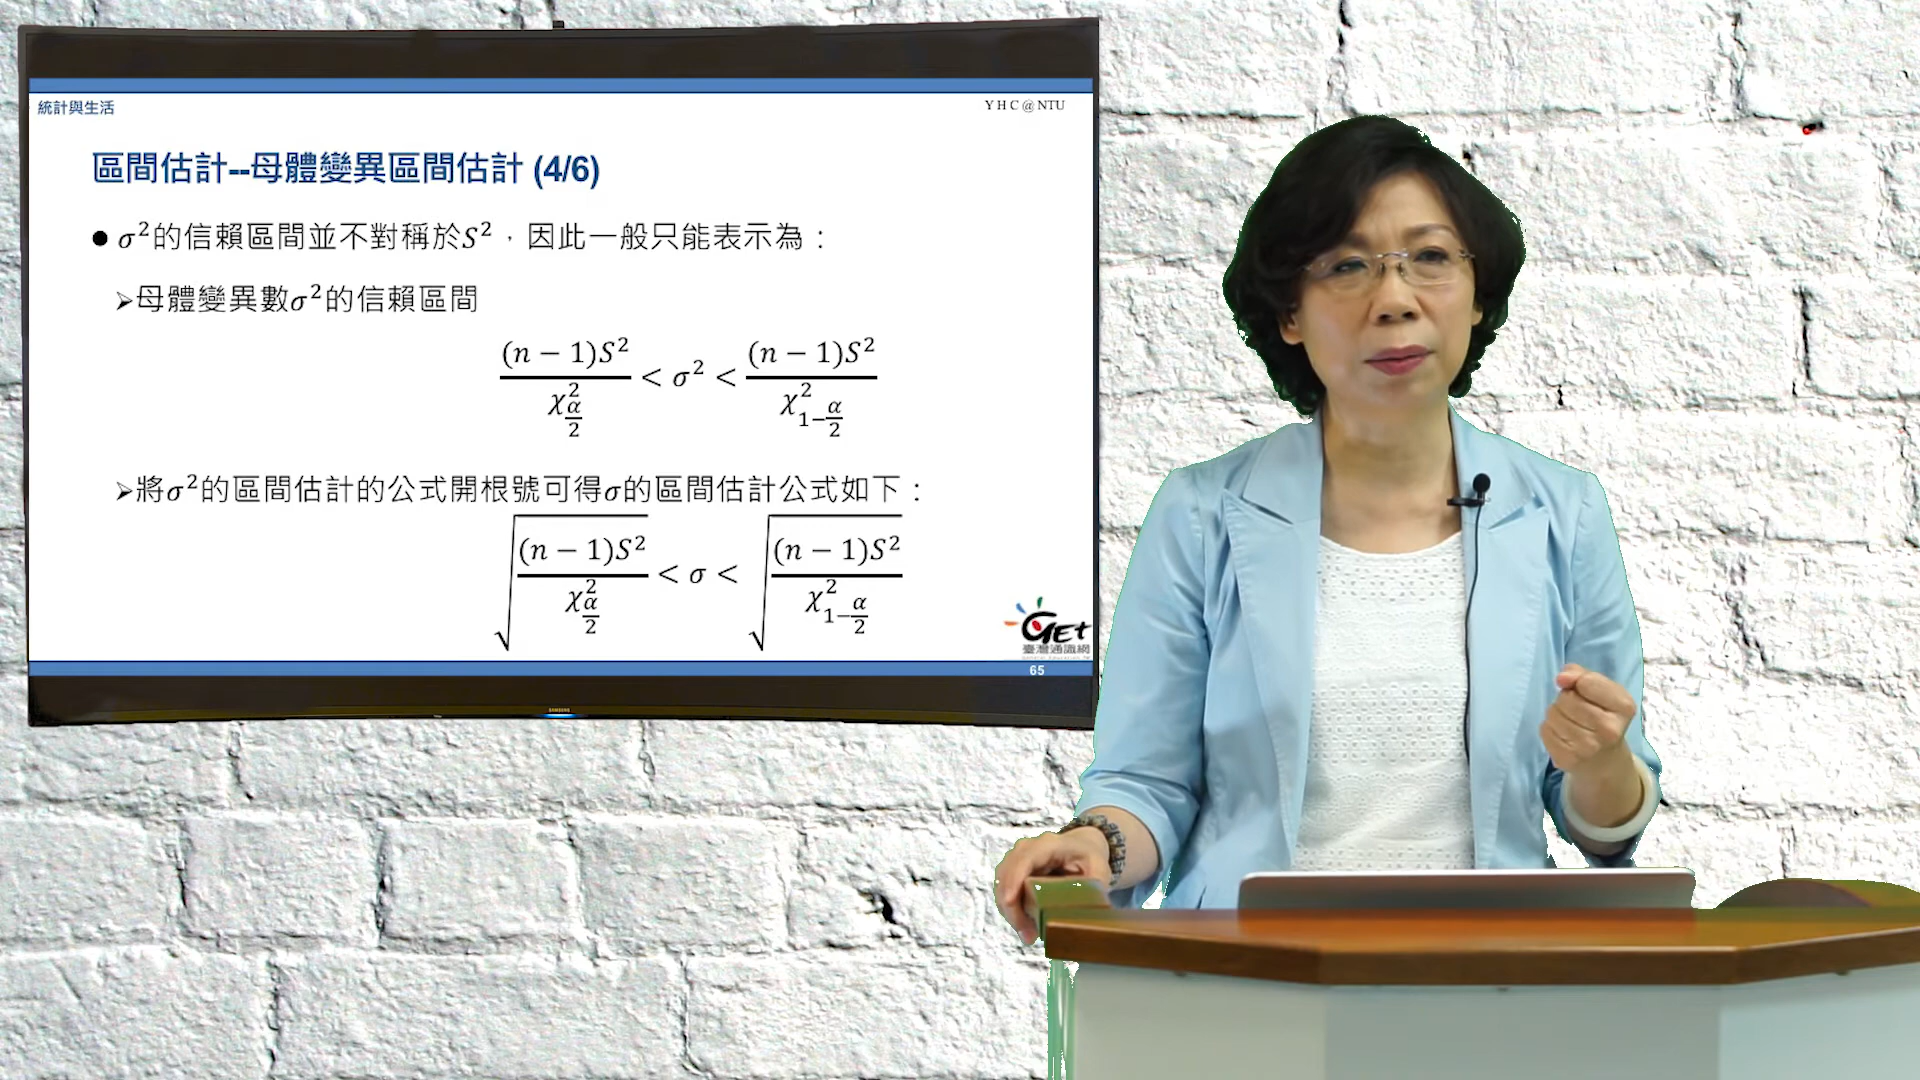 統計與生活
Y H C @ NTU
區間估計--母體變異區間估計 (4/6)
● σ²的信賴區間並不對稱於S²，因此一般只能表示為：
➢母體變異數σ²的信賴區間
(n − 1)S² / χ²_{α/2} < σ² < (n − 1)S² / χ²_{1−α/2}
➢將σ²的區間估計的公式開根號可得σ的區間估計公式如下：
√((n − 1)S² / χ²_{α/2}) < σ < √((n − 1)S² / χ²_{1−α/2})
GET
臺灣通識網
65
SAMSUNG